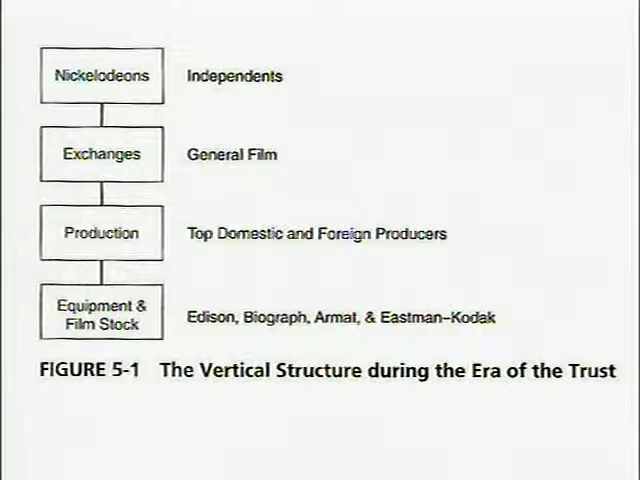 Nickelodeons Independents
Exchanges General Film
Production Top Domestic and Foreign Producers
Equipment &
Film Stock
Edison, Biograph, Armat, & Eastman–Kodak
FIGURE 5-1 The Vertical Structure during the Era of the Trust